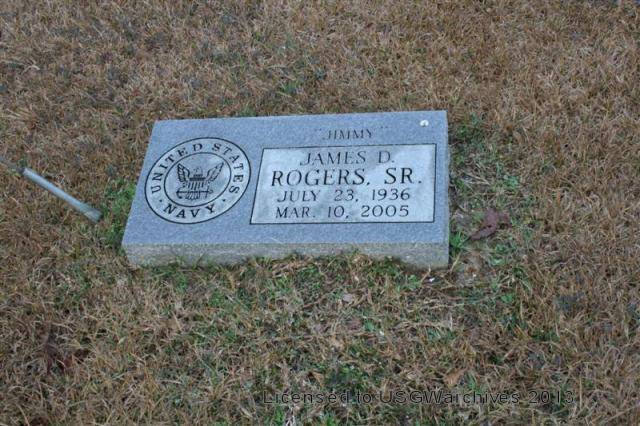 "JIMMY"
UNITED STATES
NAVY
JAMES D.
ROGERS, SR.
JULY 23, 1936
MAR. 10, 2005
Licensed to USGWarchives 2013